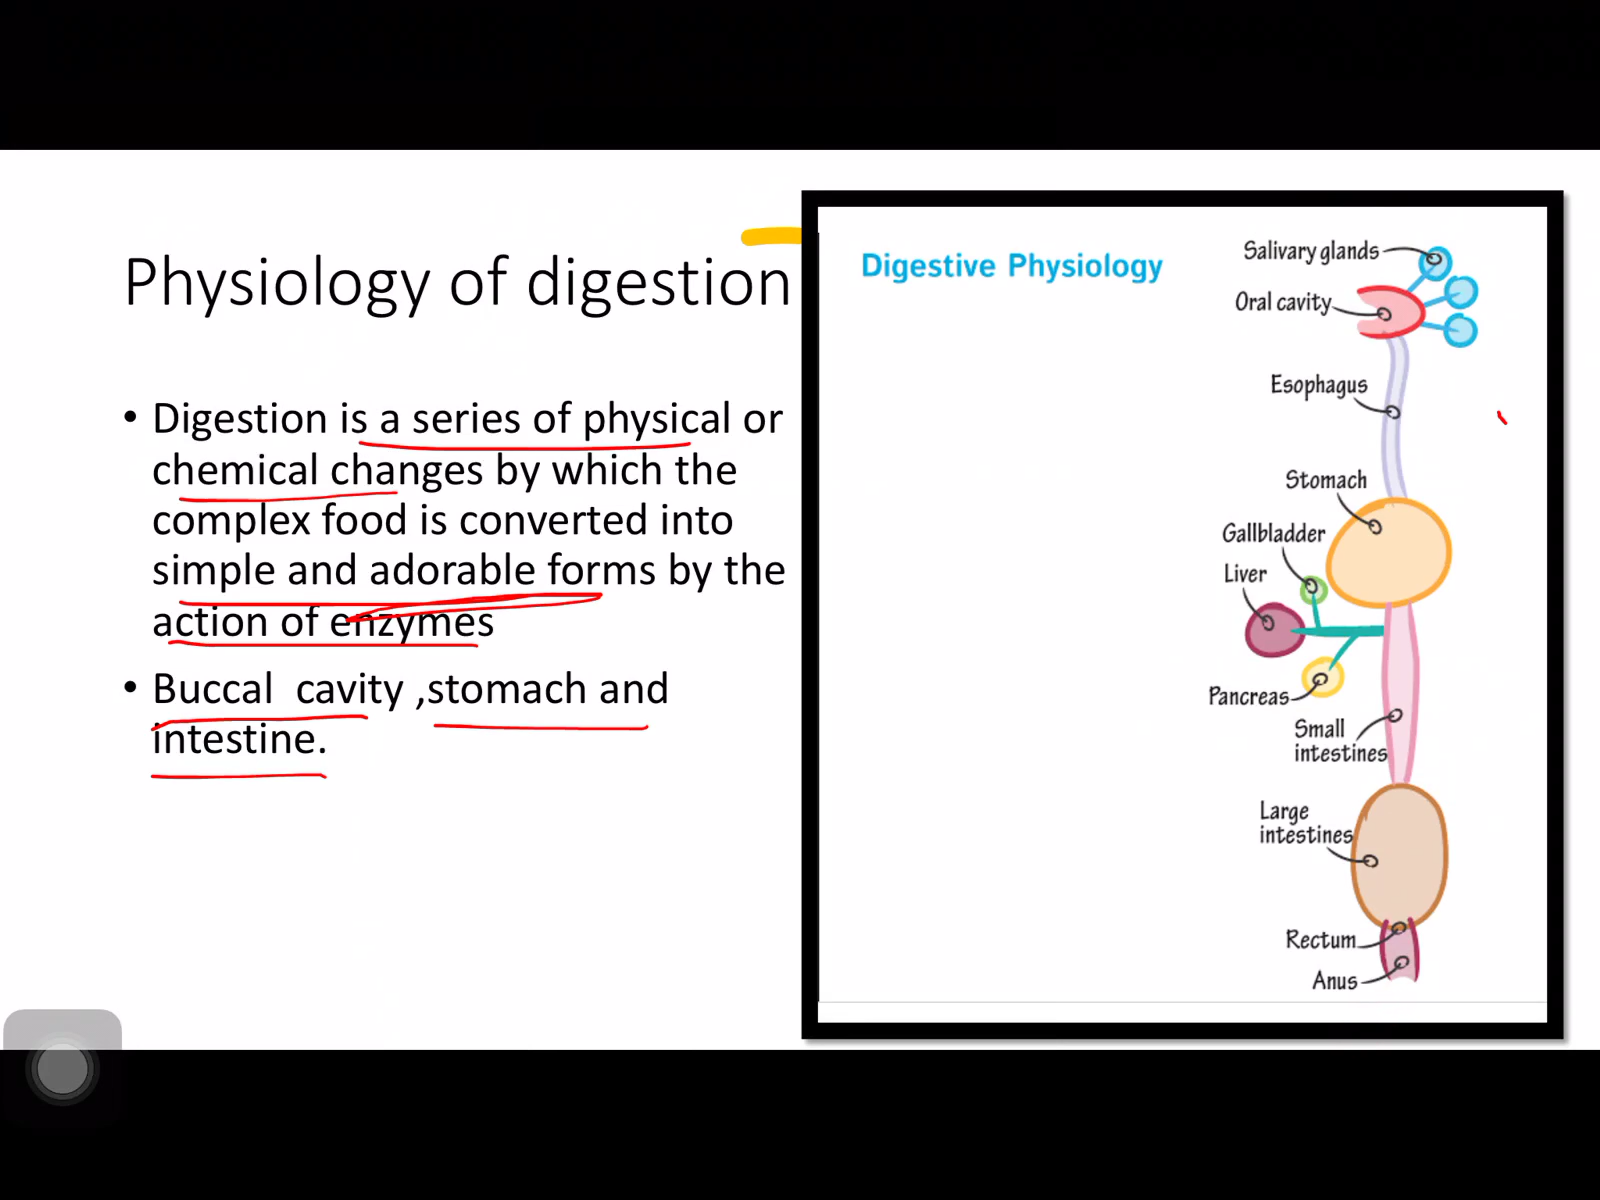 Physiology of digestion
• Digestion is a series of physical or
chemical changes by which the
complex food is converted into
simple and adorable forms by the
action of enzymes
• Buccal  cavity ,stomach and
intestine.
Digestive Physiology
Salivary glands
Oral cavity
Esophagus
Stomach
Gallbladder
Liver
Pancreas
Small
intestines
Large
intestines
Rectum
Anus